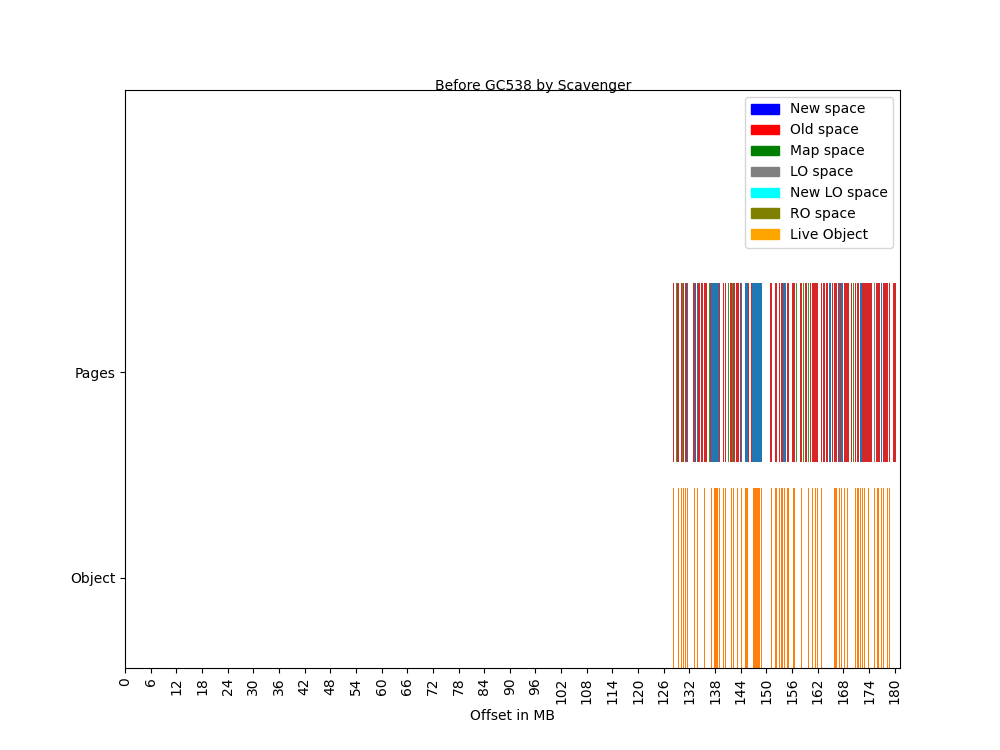 Before GC538 by Scavenger
New space
Old space
Map space
LO space
New LO space
RO space
Live Object
Pages
Object
0 6 12 18 24 30 36 42 48 54 60 66 72 78 84 90 96 102 108 114 120 126 132 138 144 150 156 162 168 174 180
Offset in MB